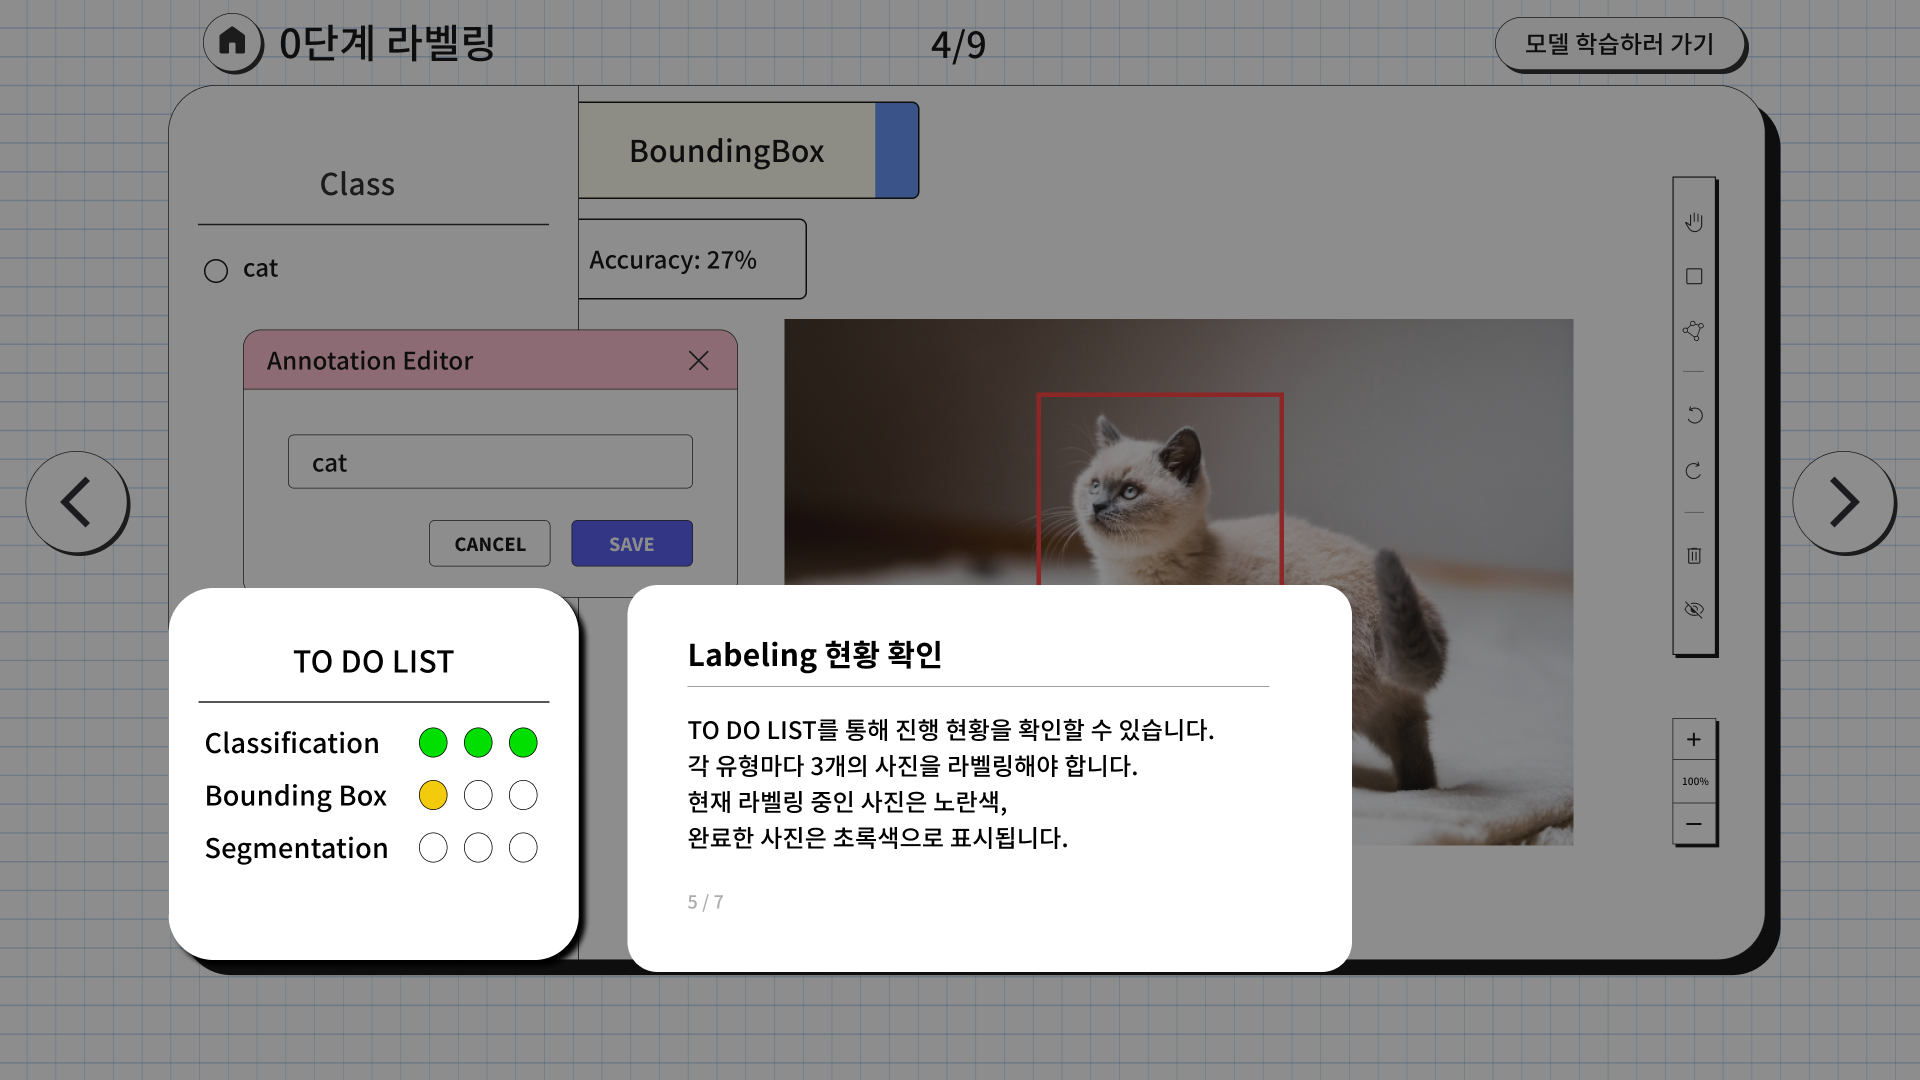 0단계 라벨링
4/9
모델 학습하러 가기
BoundingBox
Class
Accuracy: 27%
cat
Annotation Editor
cat
CANCEL
SAVE
TO DO LIST
Classification
Bounding Box
Segmentation
Labeling 현황 확인
TO DO LIST를 통해 진행 현황을 확인할 수 있습니다.
각 유형마다 3개의 사진을 라벨링해야 합니다.
현재 라벨링 중인 사진은 노란색,
완료한 사진은 초록색으로 표시됩니다.
5 / 7
+
100%
−